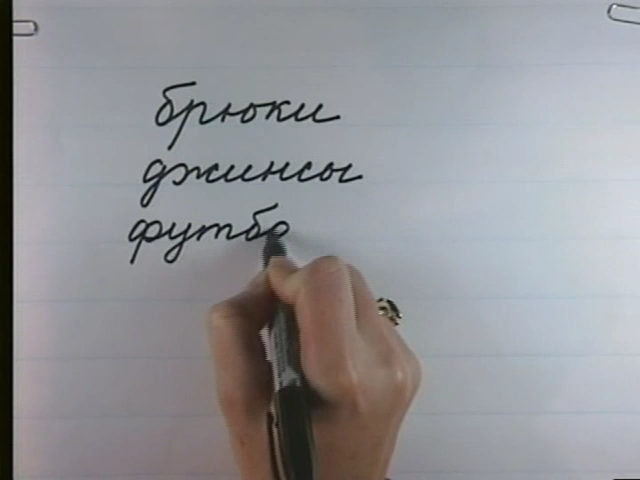 брюки
джинсы
футбо